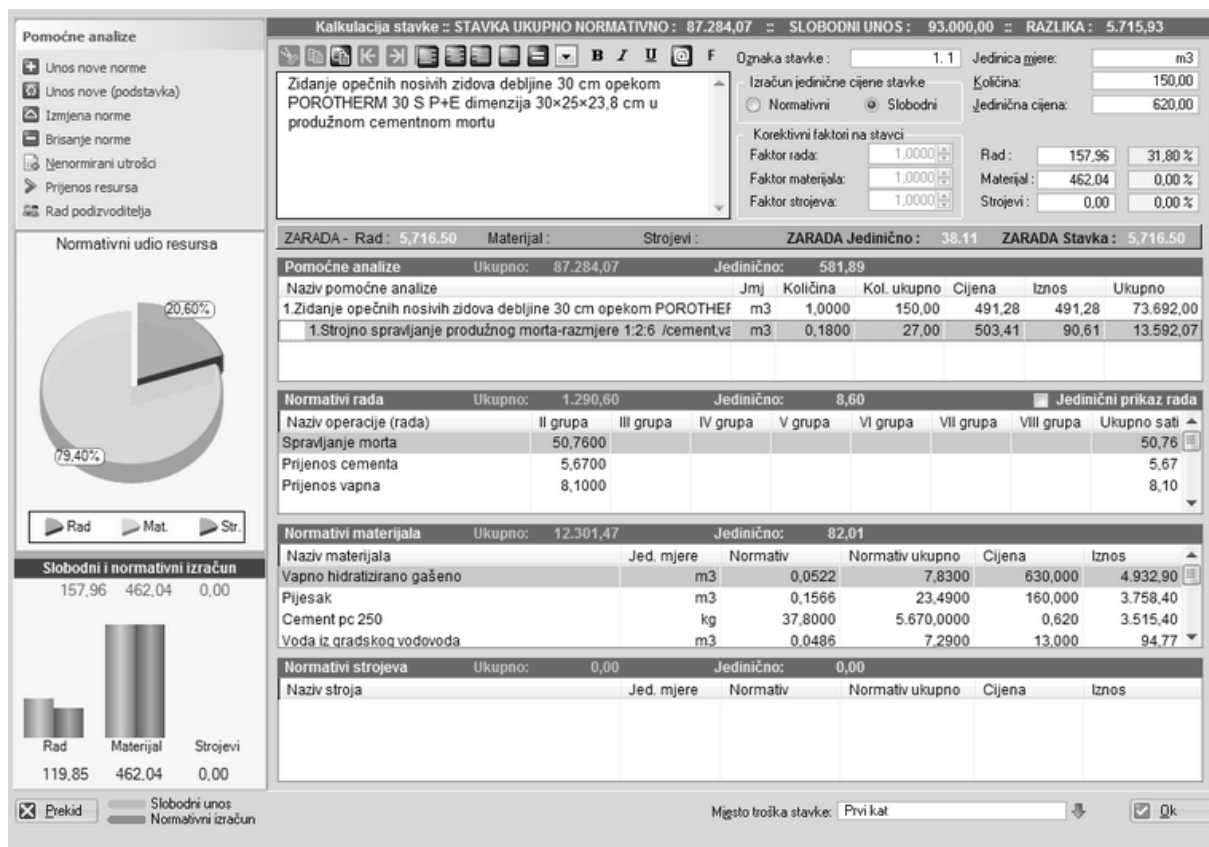 Kalkulacija stavke :: STAVKA UKUPNO NORMATIVNO : 87.284,07 :: SLOBODNI UNOS : 93.000,00 :: RAZLIKA : 5.715,93
Pomoćne analize
Unos nove norme
Unos nove (podstavka)
Izmjena norme
Brisanje norme
Nenormirani utrošci
Prijenos resursa
Rad podizvoditelja
B I U @ F
Zidanje opečnih nosivih zidova debljine 30 cm opekom
POROTHERM 30 S P+E dimenzija 30×25×23,8 cm u
produžnom cementnom mortu
Oznaka stavke : 1. 1
Izračun jedinične cijene stavke
Normativni Slobodni
Korektivni faktori na stavci
Faktor rada: 1,0000
Faktor materijala: 1,0000
Faktor strojeva: 1,0000
Jedinica mjere: m3
Količina: 150,00
Jedinična cijena: 620,00
Rad : 157,96 31,80 %
Materijal : 462,04 0,00 %
Strojevi : 0,00 0,00 %
ZARADA - Rad : 5,716.50 Materijal : Strojevi : ZARADA Jedinično : 38.11 ZARADA Stavka : 5,716.50
Normativni udio resursa
20,60%
79,40%
Rad Mat. Str.
Slobodni i normativni izračun
157,96 462,04 0,00
Rad Materijal Strojevi
119,85 462,04 0,00
Pomoćne analize Ukupno: 87.284,07 Jedinično: 581,89
Naziv pomoćne analize Jmj Količina Kol. ukupno Cijena Iznos Ukupno
1.Zidanje opečnih nosivih zidova debljine 30 cm opekom POROTHEF m3 1,0000 150,00 491,28 491,28 73.692,00
1.Strojno spravljanje produžnog morta-razmjere 1:2:6 /cement,va m3 0,1800 27,00 503,41 90,61 13.592,07
Normativi rada Ukupno: 1.290,60 Jedinično: 8,60 Jedinični prikaz rada
Naziv operacije (rada) II grupa III grupa IV grupa V grupa VI grupa VII grupa VIII grupa Ukupno sati
Spravljanje morta 50,7600 50,76
Prijenos cementa 5,6700 5,67
Prijenos vapna 8,1000 8,10
Normativi materijala Ukupno: 12.301,47 Jedinično: 82,01
Naziv materijala Jed. mjere Normativ Normativ ukupno Cijena Iznos
Vapno hidratizirano gašeno m3 0,0522 7,8300 630,000 4.932,90
Pijesak m3 0,1566 23,4900 160,000 3.758,40
Cement pc 250 kg 37,8000 5.670,0000 0,620 3.515,40
Voda iz gradskog vodovoda m3 0,0486 7,2900 13,000 94,77
Normativi strojeva Ukupno: 0,00 Jedinično: 0,00
Naziv stroja Jed. mjere Normativ Normativ ukupno Cijena Iznos
Prekid
Slobodni unos
Normativni izračun
Mjesto troška stavke: Prvi kat
Ok